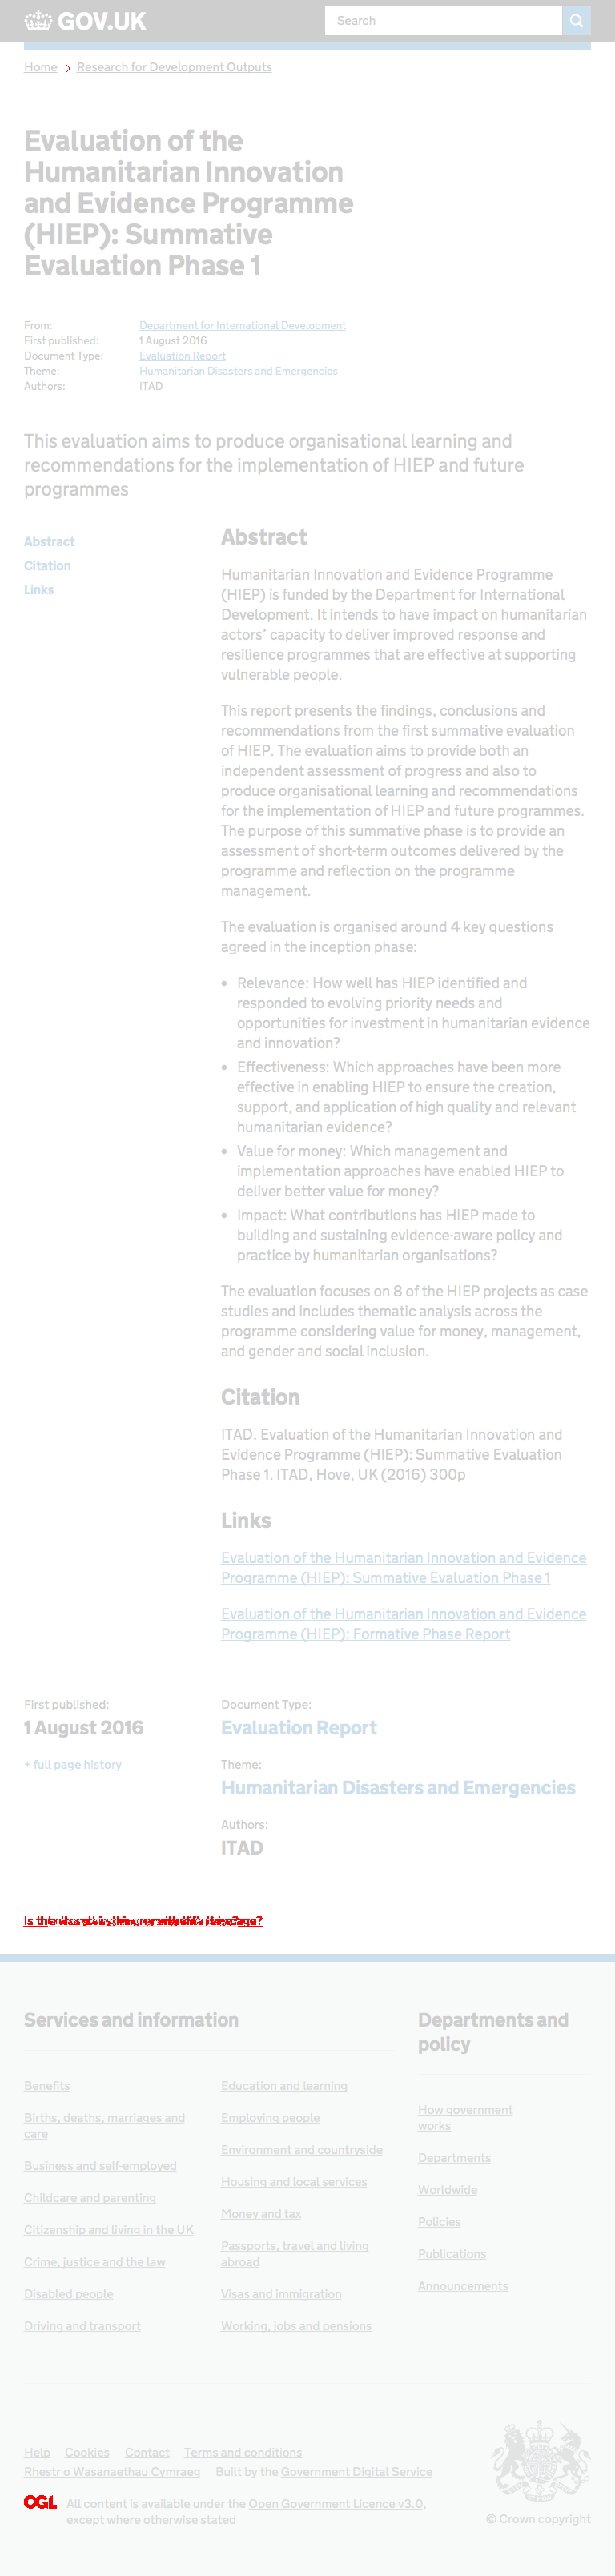 GOV.UK
Search
Home
Research for Development Outputs
Evaluation of the
Humanitarian Innovation
and Evidence Programme
(HIEP): Summative
Evaluation Phase 1
From: Department for International Development
First published: 1 August 2016
Document Type: Evaluation Report
Theme: Humanitarian Disasters and Emergencies
Authors: ITAD
This evaluation aims to produce organisational learning and
recommendations for the implementation of HIEP and future
programmes
Abstract
Citation
Links
Abstract
Humanitarian Innovation and Evidence Programme
(HIEP) is funded by the Department for International
Development. It intends to have impact on humanitarian
actors’ capacity to deliver improved response and
resilience programmes that are effective at supporting
vulnerable people.
This report presents the findings, conclusions and
recommendations from the first summative evaluation
of HIEP. The evaluation aims to provide both an
independent assessment of progress and also to
produce organisational learning and recommendations
for the implementation of HIEP and future programmes.
The purpose of this summative phase is to provide an
assessment of short-term outcomes delivered by the
programme and reflection on the programme
management.
The evaluation is organised around 4 key questions
agreed in the inception phase:
• Relevance: How well has HIEP identified and
responded to evolving priority needs and
opportunities for investment in humanitarian evidence
and innovation?
• Effectiveness: Which approaches have been more
effective in enabling HIEP to ensure the creation,
support, and application of high quality and relevant
humanitarian evidence?
• Value for money: Which management and
implementation approaches have enabled HIEP to
deliver better value for money?
• Impact: What contributions has HIEP made to
building and sustaining evidence-aware policy and
practice by humanitarian organisations?
The evaluation focuses on 8 of the HIEP projects as case
studies and includes thematic analysis across the
programme considering value for money, management,
and gender and social inclusion.
Citation
ITAD. Evaluation of the Humanitarian Innovation and
Evidence Programme (HIEP): Summative Evaluation
Phase 1. ITAD, Hove, UK (2016) 300p
Links
Evaluation of the Humanitarian Innovation and Evidence
Programme (HIEP): Summative Evaluation Phase 1
Evaluation of the Humanitarian Innovation and Evidence
Programme (HIEP): Formative Phase Report
First published:
1 August 2016
+ full page history
Document Type:
Evaluation Report
Theme:
Humanitarian Disasters and Emergencies
Authors:
ITAD
Services and information
Benefits
Births, deaths, marriages and
care
Business and self-employed
Childcare and parenting
Citizenship and living in the UK
Crime, justice and the law
Disabled people
Driving and transport
Education and learning
Employing people
Environment and countryside
Housing and local services
Money and tax
Passports, travel and living
abroad
Visas and immigration
Working, jobs and pensions
Departments and
policy
How government
works
Departments
Worldwide
Policies
Publications
Announcements
Help Cookies Contact Terms and conditions
Rhestr o Wasanaethau Cymraeg Built by the Government Digital Service
OGL
All content is available under the Open Government Licence v3.0,
except where otherwise stated
© Crown copyright